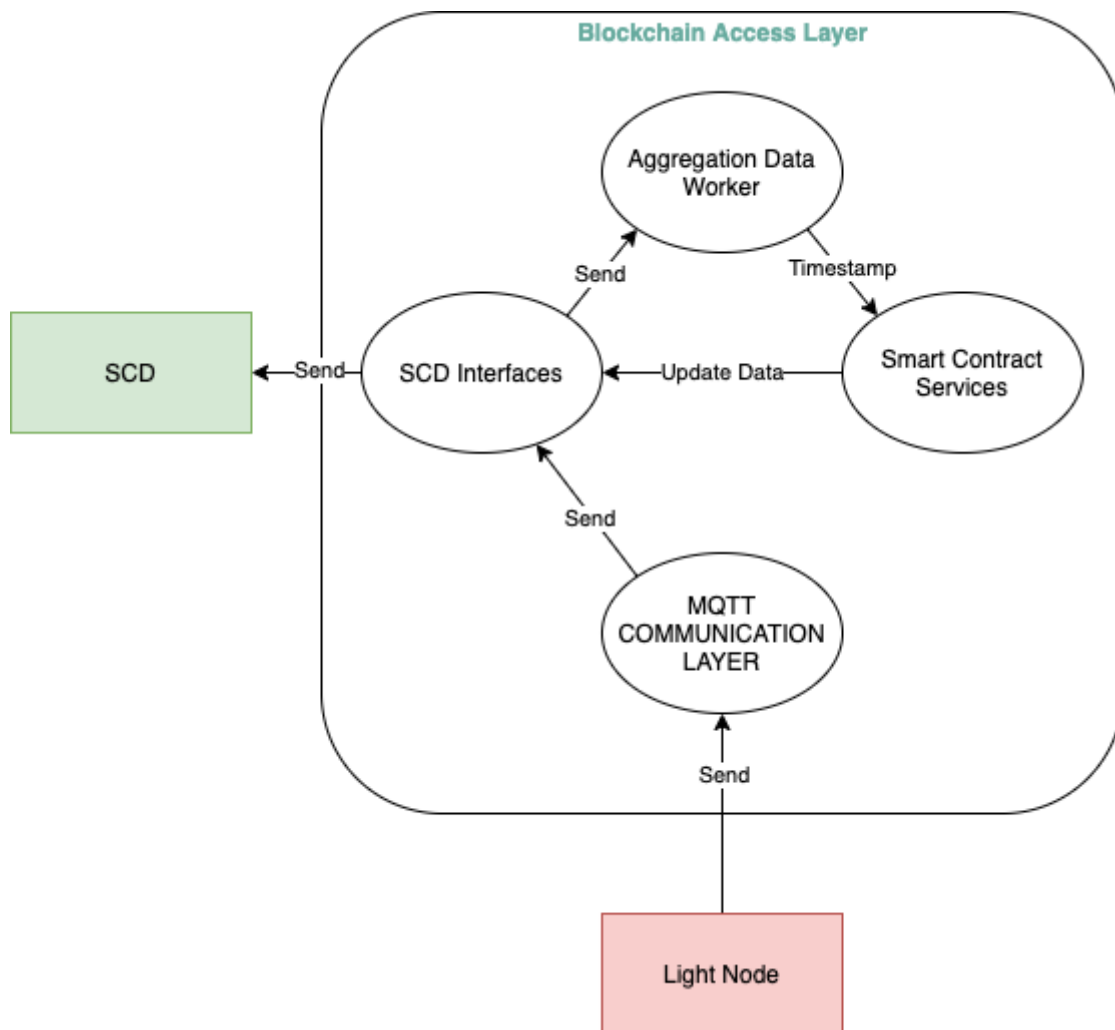 Blockchain Access Layer
Aggregation Data
Worker
Send
Timestamp
SCD
Send
SCD Interfaces
Update Data
Smart Contract
Services
Send
MQTT
COMMUNICATION
LAYER
Send
Light Node